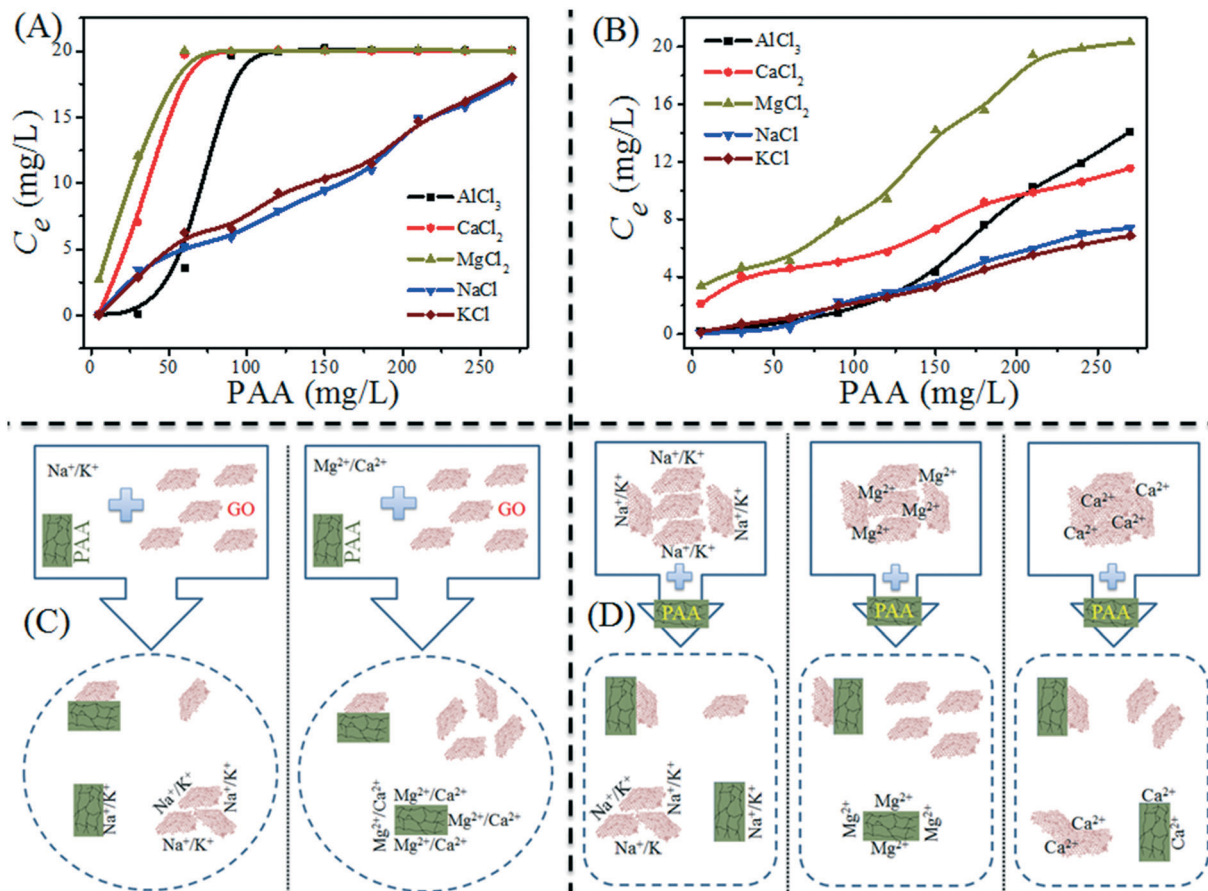 (A)
20
15
10
5
0
C_e (mg/L)
AlCl₃
CaCl₂
MgCl₂
NaCl
KCl
0 50 100 150 200 250
PAA (mg/L)
(B)
20
16
12
8
4
0
C_e (mg/L)
AlCl₃
CaCl₂
MgCl₂
NaCl
KCl
0 50 100 150 200 250
PAA (mg/L)
Na⁺/K⁺
GO
PAA
Mg²⁺/Ca²⁺
GO
PAA
(C)
Na⁺/K⁺
Na⁺/K⁺
Na⁺/K⁺
Na⁺/K⁺
Mg²⁺/Ca²⁺
Mg²⁺/Ca²⁺
Mg²⁺/Ca²⁺
Mg²⁺/Ca²⁺
Na⁺/K⁺
Na⁺/K⁺
Na⁺/K⁺
Na⁺/K⁺
PAA
Mg²⁺
Mg²⁺
Mg²⁺
Mg²⁺
PAA
Ca²⁺
Ca²⁺
Ca²⁺
Ca²⁺
PAA
(D)
Na⁺/K⁺
Na⁺/K⁺
Na⁺/K
Na⁺/K⁺
Mg²⁺
Mg²⁺
Mg²⁺
Mg²⁺
Ca²⁺
Ca²⁺
Ca²⁺
Ca²⁺